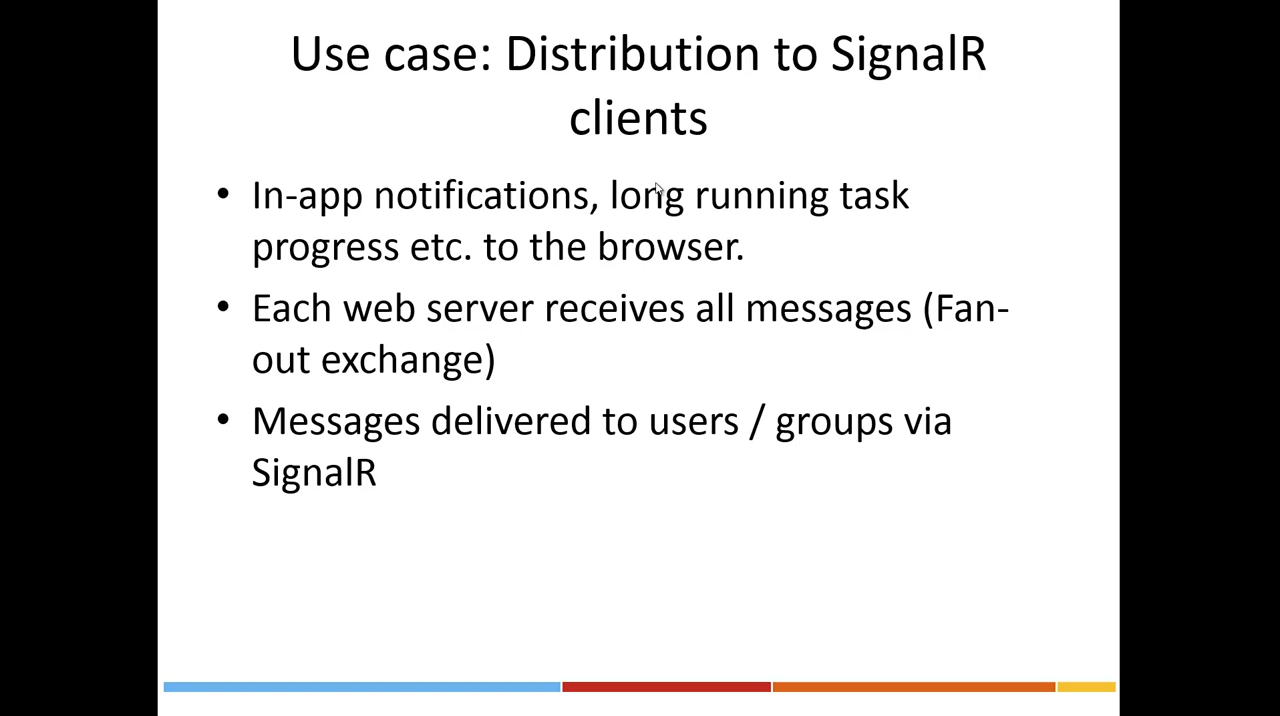 Use case: Distribution to SignalR
clients
• In-app notifications, long running task
progress etc. to the browser.
• Each web server receives all messages (Fan-
out exchange)
• Messages delivered to users / groups via
SignalR